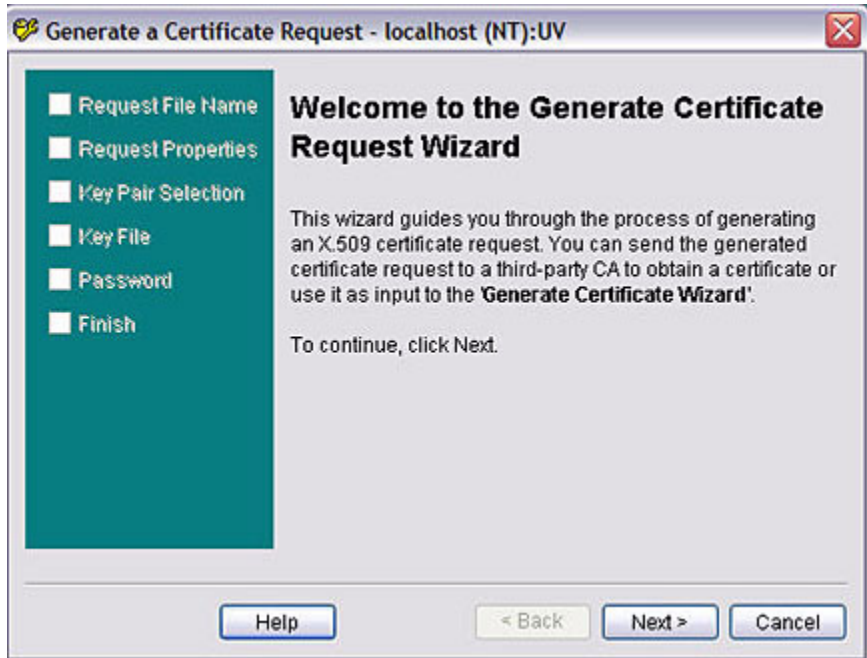 Generate a Certificate Request - localhost (NT):UV
Request File Name
Request Properties
Key Pair Selection
Key File
Password
Finish
Welcome to the Generate Certificate
Request Wizard
This wizard guides you through the process of generating
an X.509 certificate request. You can send the generated
certificate request to a third-party CA to obtain a certificate or
use it as input to the 'Generate Certificate Wizard'.
To continue, click Next.
Help
< Back
Next >
Cancel